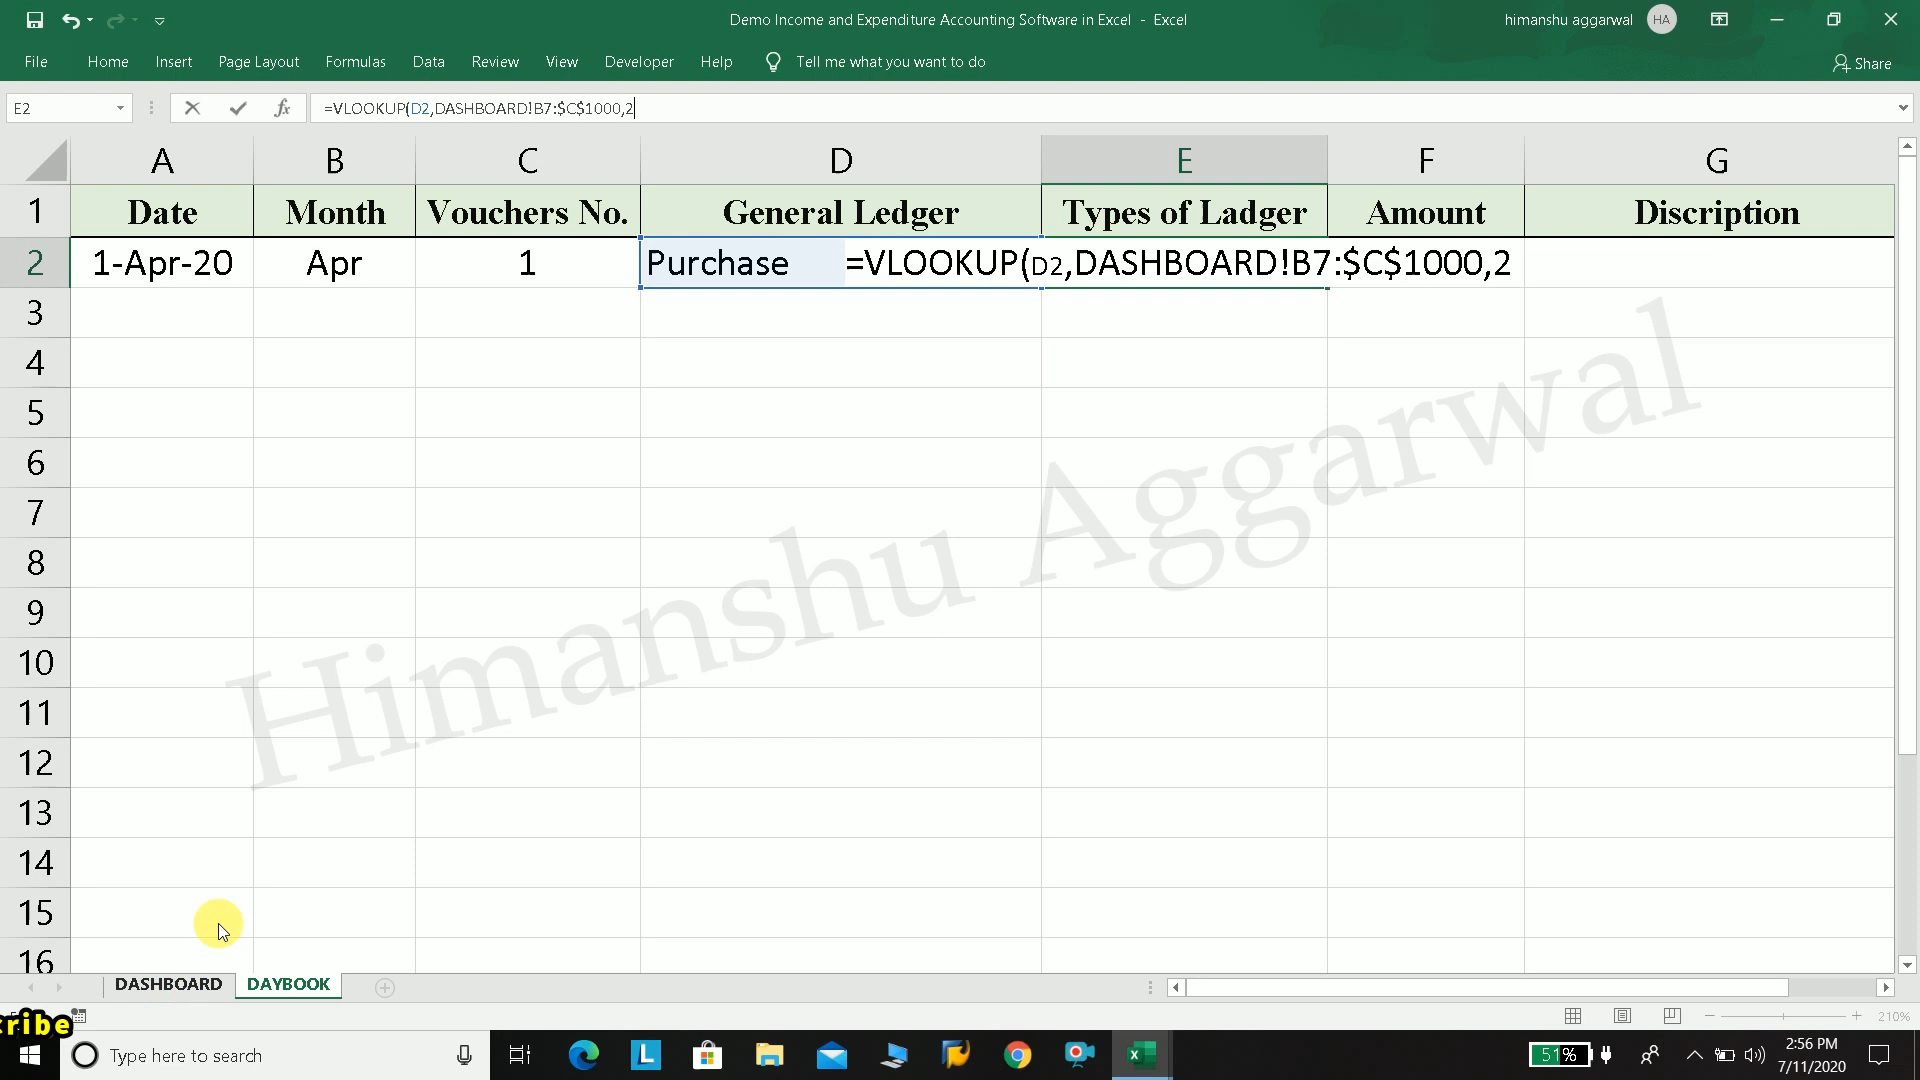 Demo Income and Expenditure Accounting Software in Excel - Excel
himanshu aggarwal HA
File Home Insert Page Layout Formulas Data Review View Developer Help Tell me what you want to do Share
E2 fx =VLOOKUP(D2,DASHBOARD!B7:$C$1000,2
A B C D E F G
1 Date Month Vouchers No. General Ledger Types of Ladger Amount Discription
2 1-Apr-20 Apr 1 Purchase =VLOOKUP(D2,DASHBOARD!B7:$C$1000,2
3
4
5
6
7
8
9
10
11
12
13
14
15
16
Himanshu Aggarwal
DASHBOARD DAYBOOK
cribe
210%
Type here to search
L
51%
2:56 PM
7/11/2020